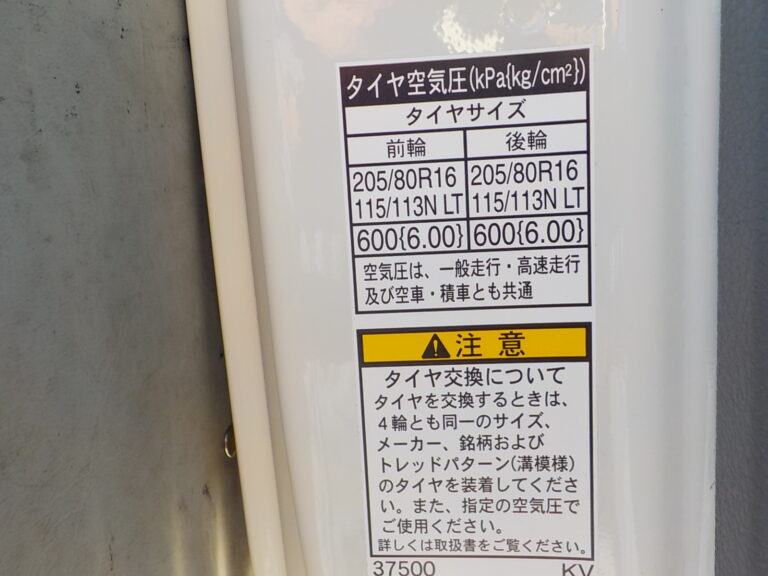 タイヤ空気圧(kPa{kg/cm²})
タイヤサイズ
前輪 後輪
205/80R16 205/80R16
115/113N LT 115/113N LT
600{6.00} 600{6.00}
空気圧は、一般走行・高速走行
及び空車・積車とも共通
注意
タイヤ交換について
タイヤを交換するときは、
4輪とも同一のサイズ、
メーカー、銘柄および
トレッドパターン(溝模様)
のタイヤを装着してくださ
い。また、指定の空気圧で
ご使用ください。
詳しくは取扱書をご覧ください。
37500 KV